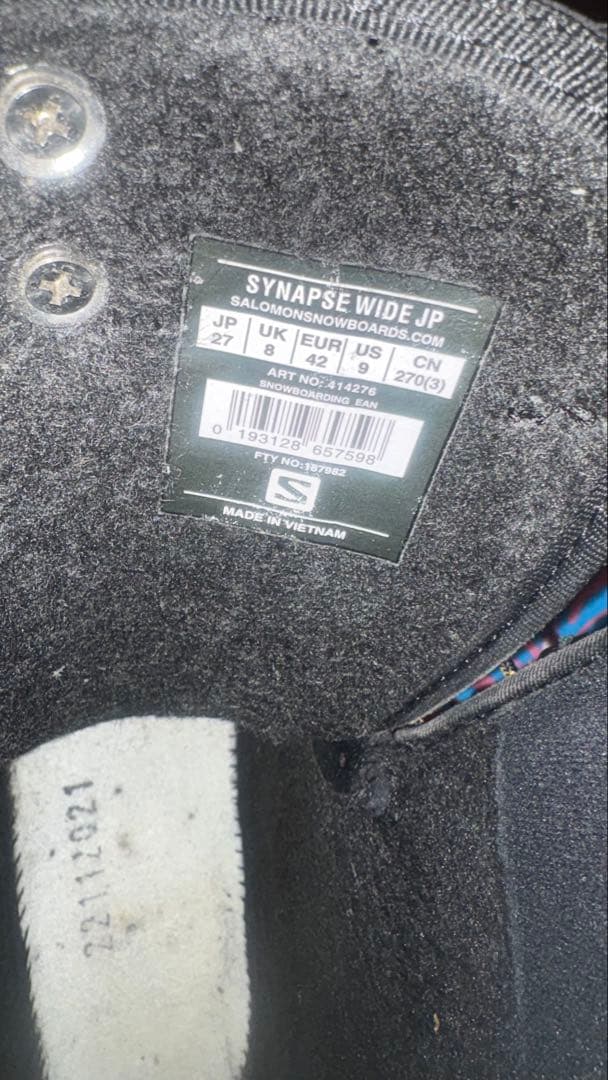 SYNAPSE WIDE JP
SALOMONSNOWBOARDS.COM
JP UK EUR US CN
27 8 42 9 270(3)
ART NO: 414276
SNOWBOARDING EAN
0 193128 657598
FTY NO:167982
S
MADE IN VIETNAM
22112021